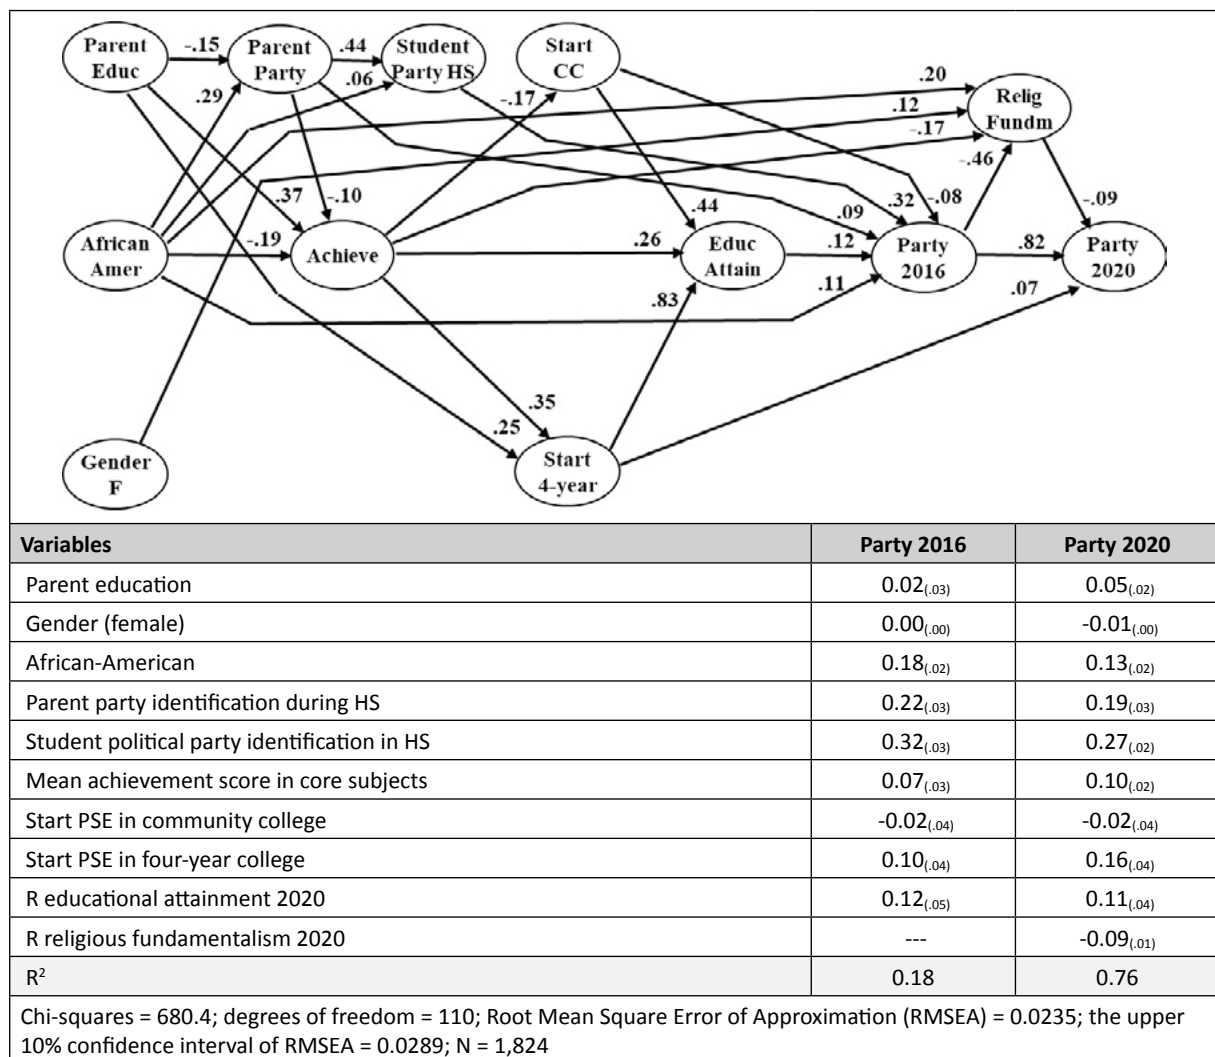 Parent Educ
-.15
Parent Party
.44
Student Party HS
Start CC
.29
.06
-.17
.20
.12
-.17
Relig Fundm
-.46
.37
-.10
.32
-.08
-.09
African Amer
-.19
Achieve
.26
.44
Educ Attain
.12
.09
Party 2016
.82
Party 2020
.83
.11
.07
.35
.25
Gender F
Start 4-year
Variables Party 2016 Party 2020
Parent education 0.02(.03) 0.05(.02)
Gender (female) 0.00(.00) -0.01(.00)
African-American 0.18(.02) 0.13(.02)
Parent party identification during HS 0.22(.03) 0.19(.03)
Student political party identification in HS 0.32(.03) 0.27(.02)
Mean achievement score in core subjects 0.07(.03) 0.10(.02)
Start PSE in community college -0.02(.04) -0.02(.04)
Start PSE in four-year college 0.10(.04) 0.16(.04)
R educational attainment 2020 0.12(.05) 0.11(.04)
R religious fundamentalism 2020 --- -0.09(.01)
R2 0.18 0.76
Chi-squares = 680.4; degrees of freedom = 110; Root Mean Square Error of Approximation (RMSEA) = 0.0235; the upper
10% confidence interval of RMSEA = 0.0289; N = 1,824